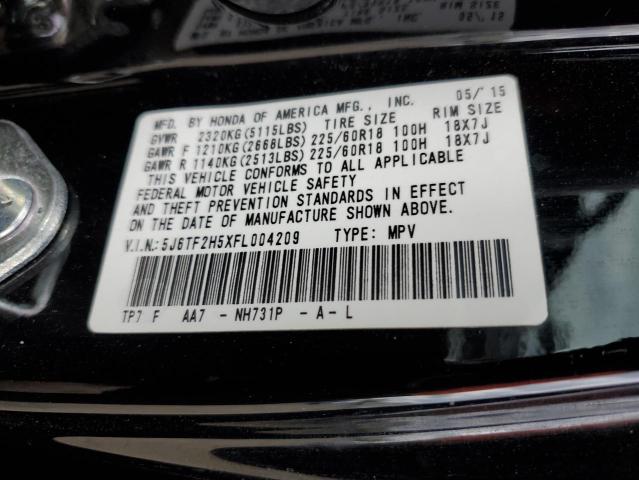 MFD. BY HONDA OF AMERICA MFG., INC. 05/'15
GVWR 2320KG(5115LBS) TIRE SIZE RIM SIZE
GAWR F 1210KG(2668LBS) 225/60R18 100H 18X7J
GAWR R 1140KG(2513LBS) 225/60R18 100H 18X7J
THIS VEHICLE CONFORMS TO ALL APPLICABLE
FEDERAL MOTOR VEHICLE SAFETY
AND THEFT PREVENTION STANDARDS IN EFFECT
ON THE DATE OF MANUFACTURE SHOWN ABOVE.
V.I.N.:5J6TF2H5XFL004209 TYPE: MPV
TP7 F AA7 - NH731P - A - L